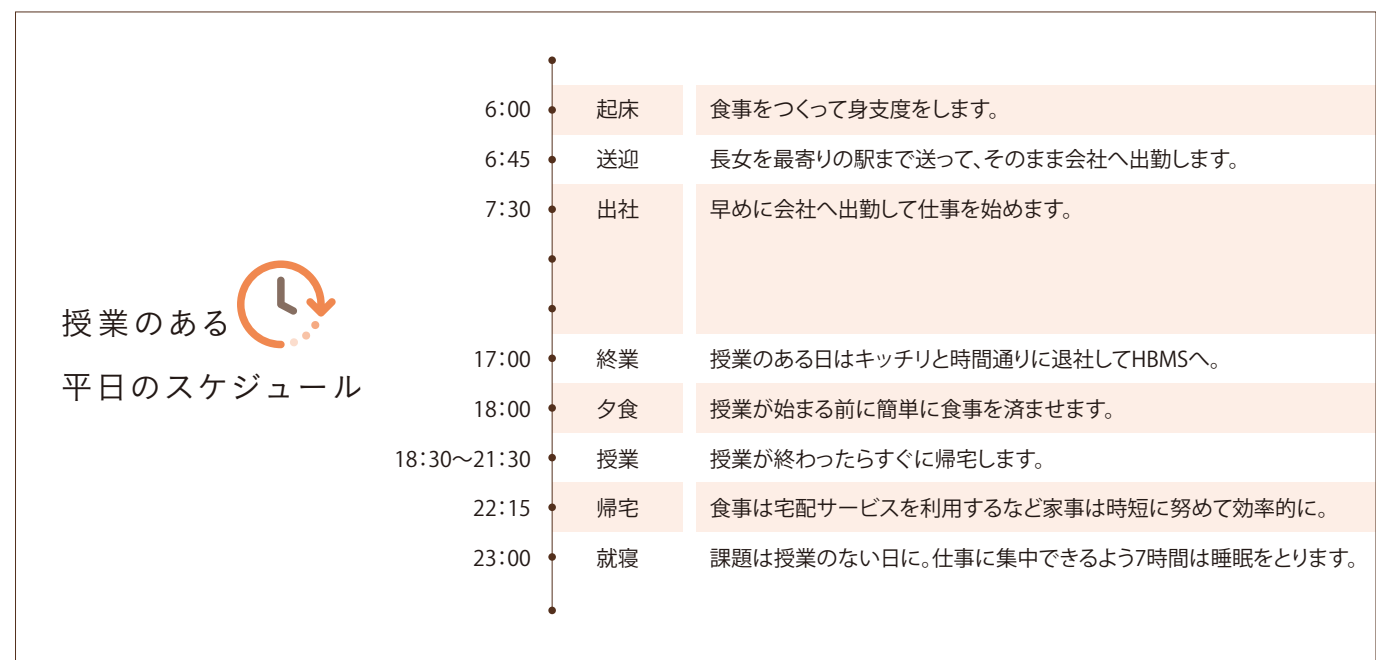 授業のある
平日のスケジュール
6:00 起床 食事をつくって身支度をします。
6:45 送迎 長女を最寄りの駅まで送って、そのまま会社へ出勤します。
7:30 出社 早めに会社へ出勤して仕事を始めます。
17:00 終業 授業のある日はキッチリと時間通りに退社してHBMSへ。
18:00 夕食 授業が始まる前に簡単に食事を済ませます。
18:30〜21:30 授業 授業が終わったらすぐに帰宅します。
22:15 帰宅 食事は宅配サービスを利用するなど家事は時短に努めて効率的に。
23:00 就寝 課題は授業のない日に。仕事に集中できるよう7時間は睡眠をとります。